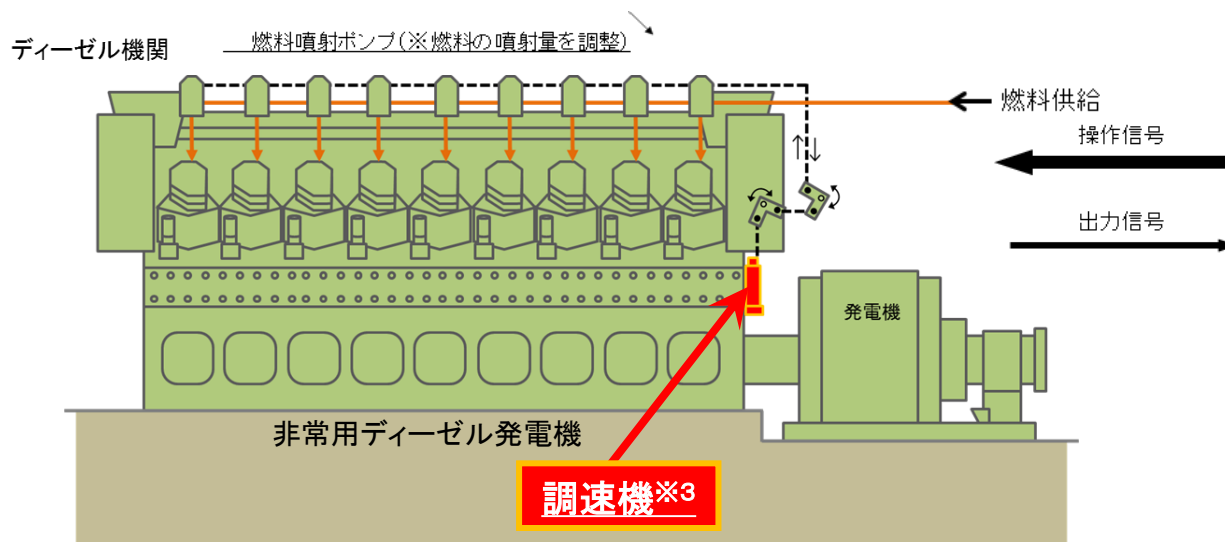 燃料噴射ポンプ(※燃料の噴射量を調整)
ディーゼル機関
燃料供給
操作信号
出力信号
発電機
非常用ディーゼル発電機
調速機※3